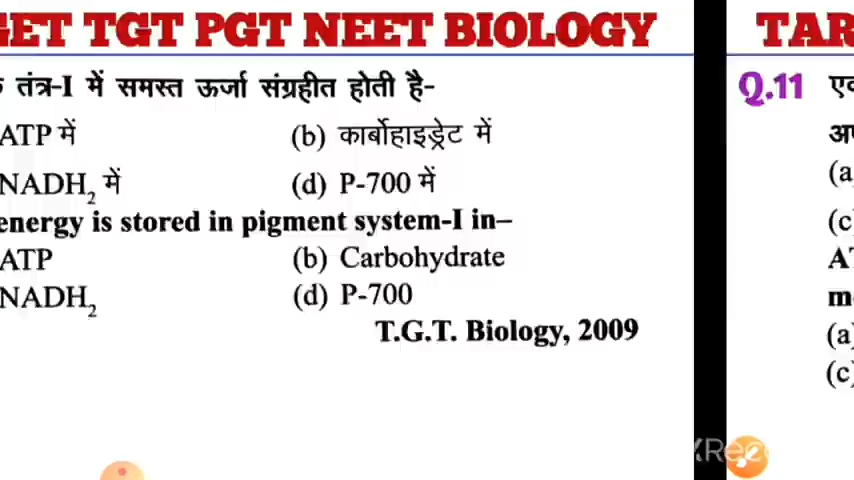 GET TGT PGT NEET BIOLOGY
तंत्र-I में समस्त ऊर्जा संग्रहीत होती है-
ATP में (b) कार्बोहाइड्रेट में
NADH₂ में (d) P-700 में
energy is stored in pigment system-I in–
ATP (b) Carbohydrate
NADH₂ (d) P-700
T.G.T. Biology, 2009
TAR
Q.11
(a
(c
(a)
(c)